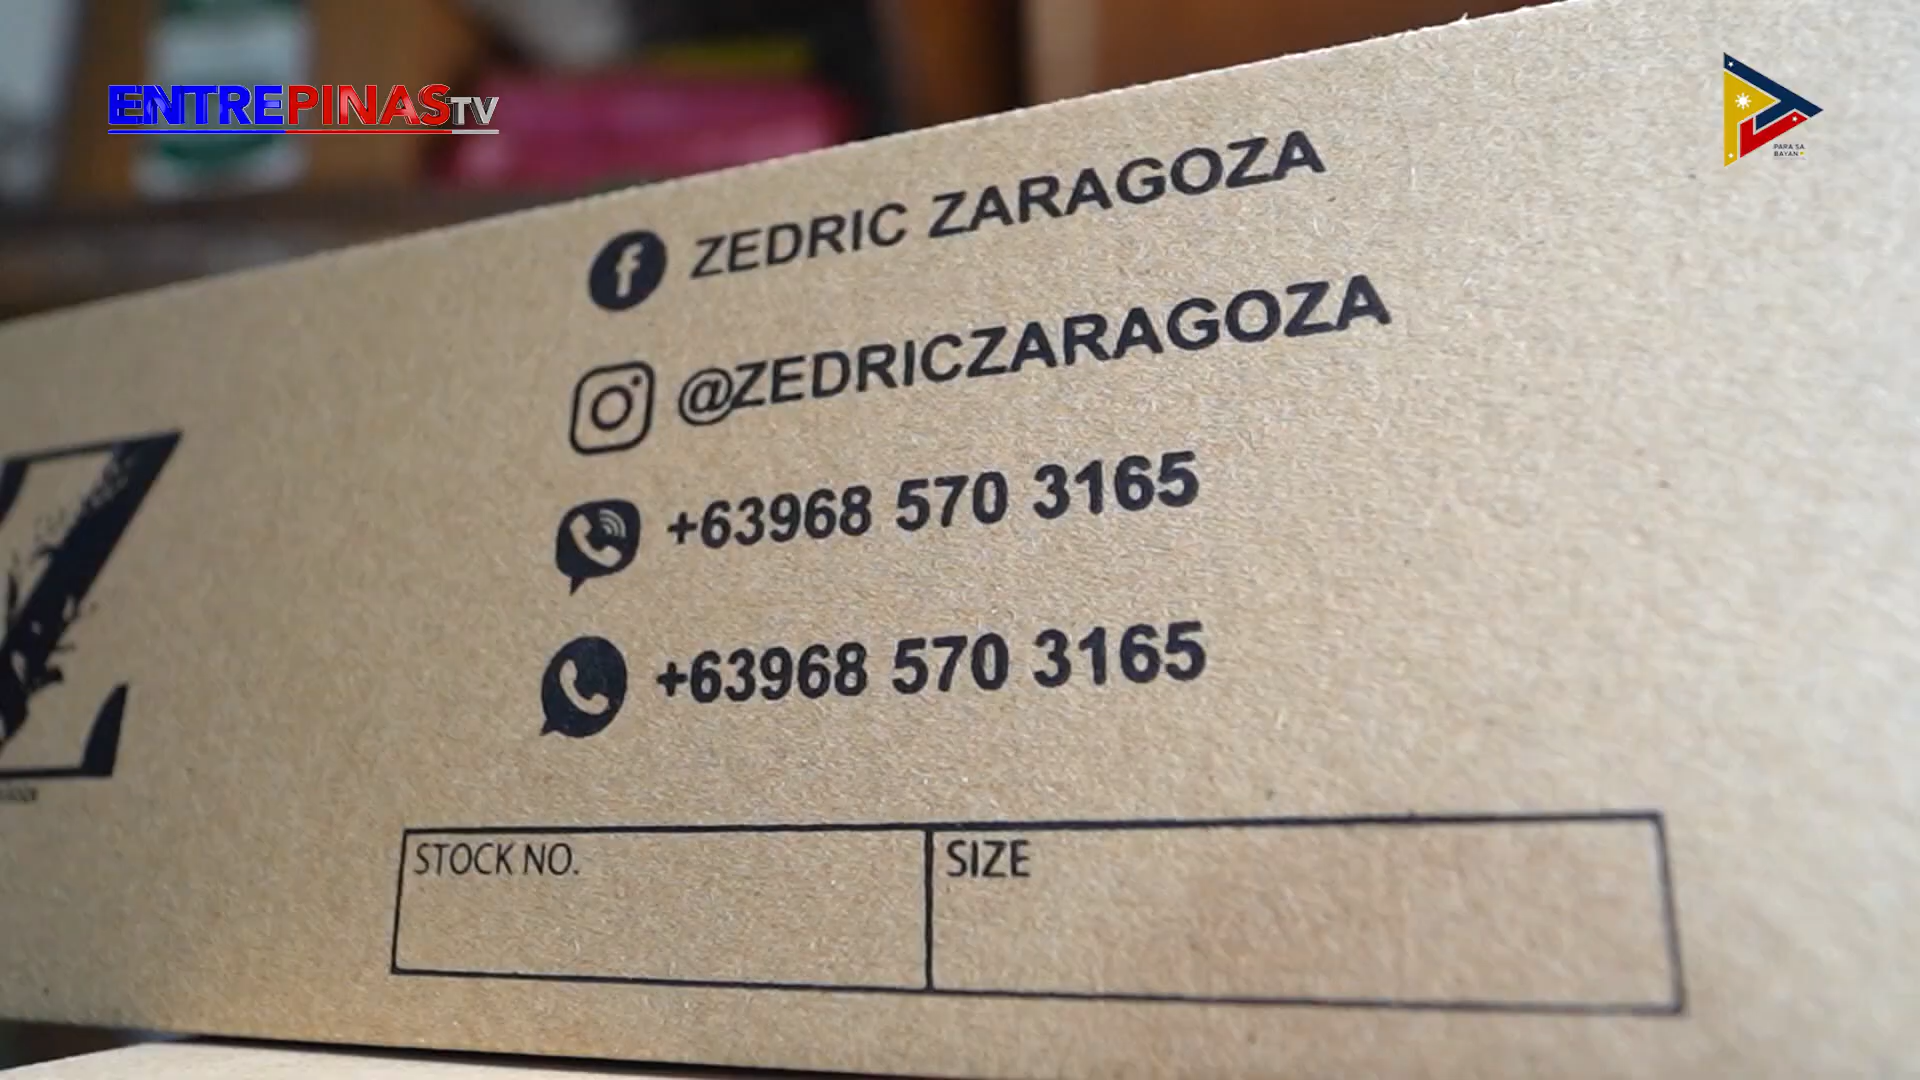 ENTREPINAS TV
PARA SA
BAYAN
ZEDRIC ZARAGOZA
@ZEDRICZARAGOZA
+63968 570 3165
+63968 570 3165
STOCK NO.
SIZE